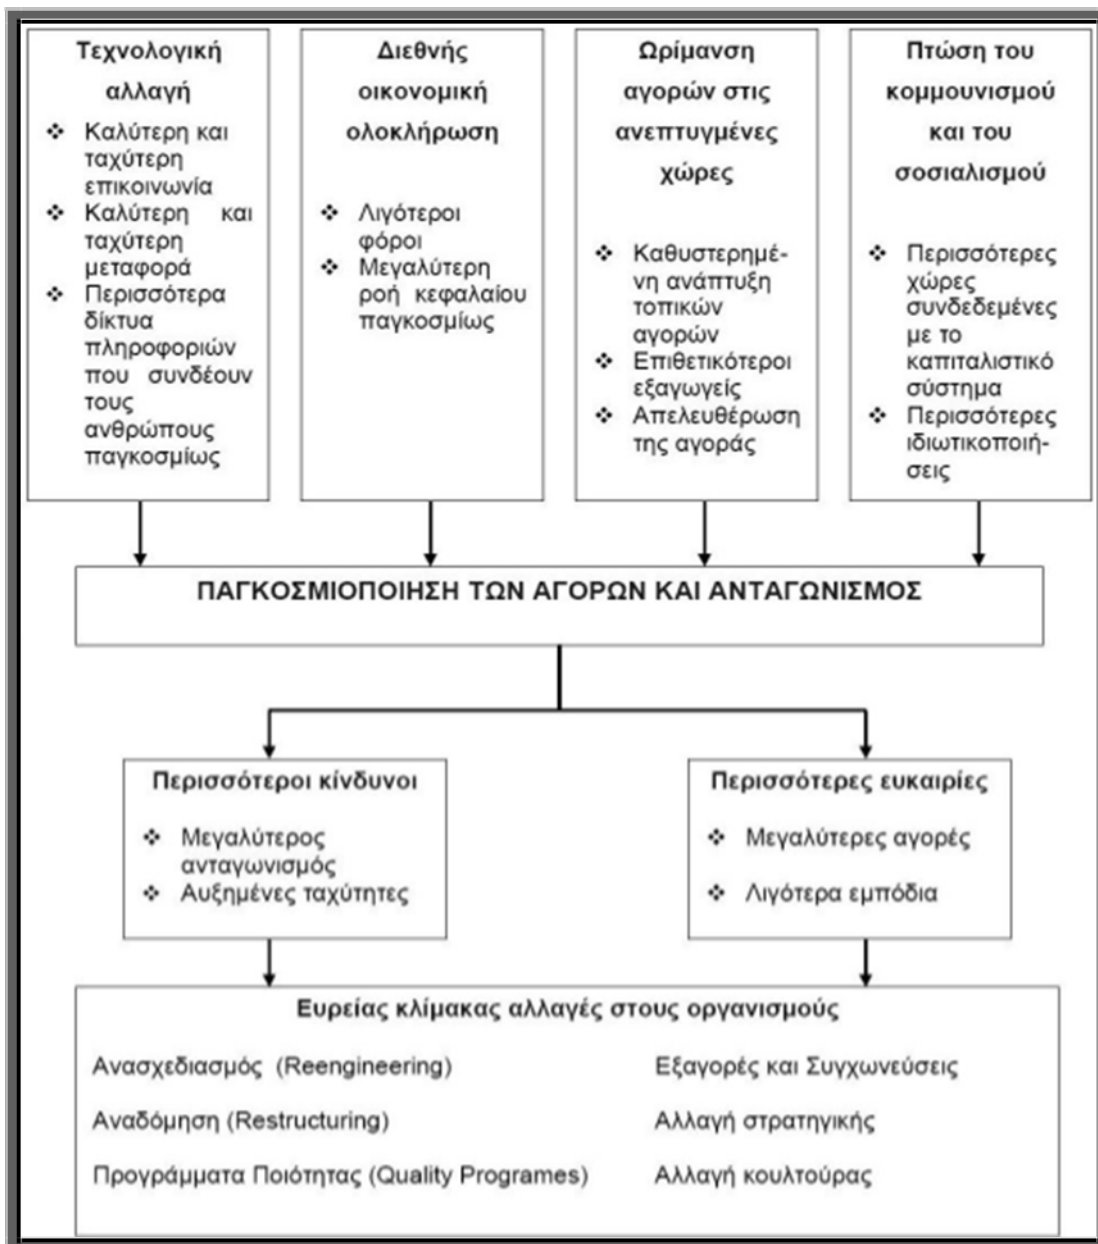 Τεχνολογική
αλλαγή
❖ Καλύτερη και
ταχύτερη
επικοινωνία
❖ Καλύτερη και
ταχύτερη
μεταφορά
❖ Περισσότερα
δίκτυα
πληροφοριών
που συνδέουν
τους
ανθρώπους
παγκοσμίως
Διεθνής
οικονομική
ολοκλήρωση
❖ Λιγότεροι
φόροι
❖ Μεγαλύτερη
ροή κεφαλαίου
παγκοσμίως
Ωρίμανση
αγορών στις
ανεπτυγμένες
χώρες
❖ Καθυστερημέ-
νη ανάπτυξη
τοπικών
αγορών
❖ Επιθετικότεροι
εξαγωγείς
❖ Απελευθέρωση
της αγοράς
Πτώση του
κομμουνισμού
και του
σοσιαλισμού
❖ Περισσότερες
χώρες
συνδεδεμένες
με το
καπιταλιστικό
σύστημα
❖ Περισσότερες
ιδιωτικοποιή-
σεις
ΠΑΓΚΟΣΜΙΟΠΟΙΗΣΗ ΤΩΝ ΑΓΟΡΩΝ ΚΑΙ ΑΝΤΑΓΩΝΙΣΜΟΣ
Περισσότεροι κίνδυνοι
❖ Μεγαλύτερος
ανταγωνισμός
❖ Αυξημένες ταχύτητες
Περισσότερες ευκαιρίες
❖ Μεγαλύτερες αγορές
❖ Λιγότερα εμπόδια
Ευρείας κλίμακας αλλαγές στους οργανισμούς
Ανασχεδιασμός (Reengineering)
Αναδόμηση (Restructuring)
Προγράμματα Ποιότητας (Quality Programes)
Εξαγορές και Συγχωνεύσεις
Αλλαγή στρατηγικής
Αλλαγή κουλτούρας